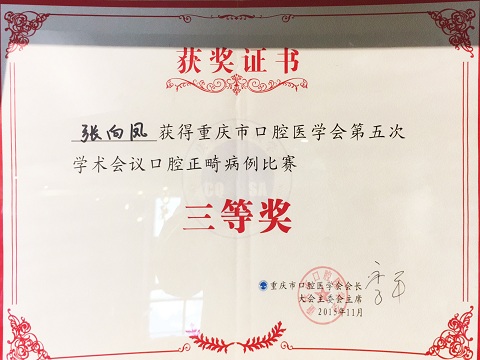 获奖证书
张向凤 获得重庆市口腔医学会第五次
学术会议口腔正畸病例比赛
三等奖
重庆市口腔医学会会长
大会主委会主席
2015年11月